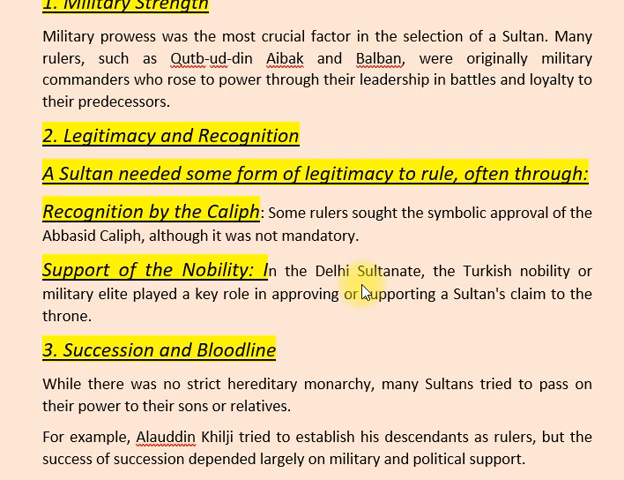 1. Military Strength
Military prowess was the most crucial factor in the selection of a Sultan. Many
rulers, such as Qutb-ud-din Aibak and Balban, were originally military
commanders who rose to power through their leadership in battles and loyalty to
their predecessors.
2. Legitimacy and Recognition
A Sultan needed some form of legitimacy to rule, often through:
Recognition by the Caliph: Some rulers sought the symbolic approval of the
Abbasid Caliph, although it was not mandatory.
Support of the Nobility: In the Delhi Sultanate, the Turkish nobility or
military elite played a key role in approving or supporting a Sultan's claim to the
throne.
3. Succession and Bloodline
While there was no strict hereditary monarchy, many Sultans tried to pass on
their power to their sons or relatives.
For example, Alauddin Khilji tried to establish his descendants as rulers, but the
success of succession depended largely on military and political support.